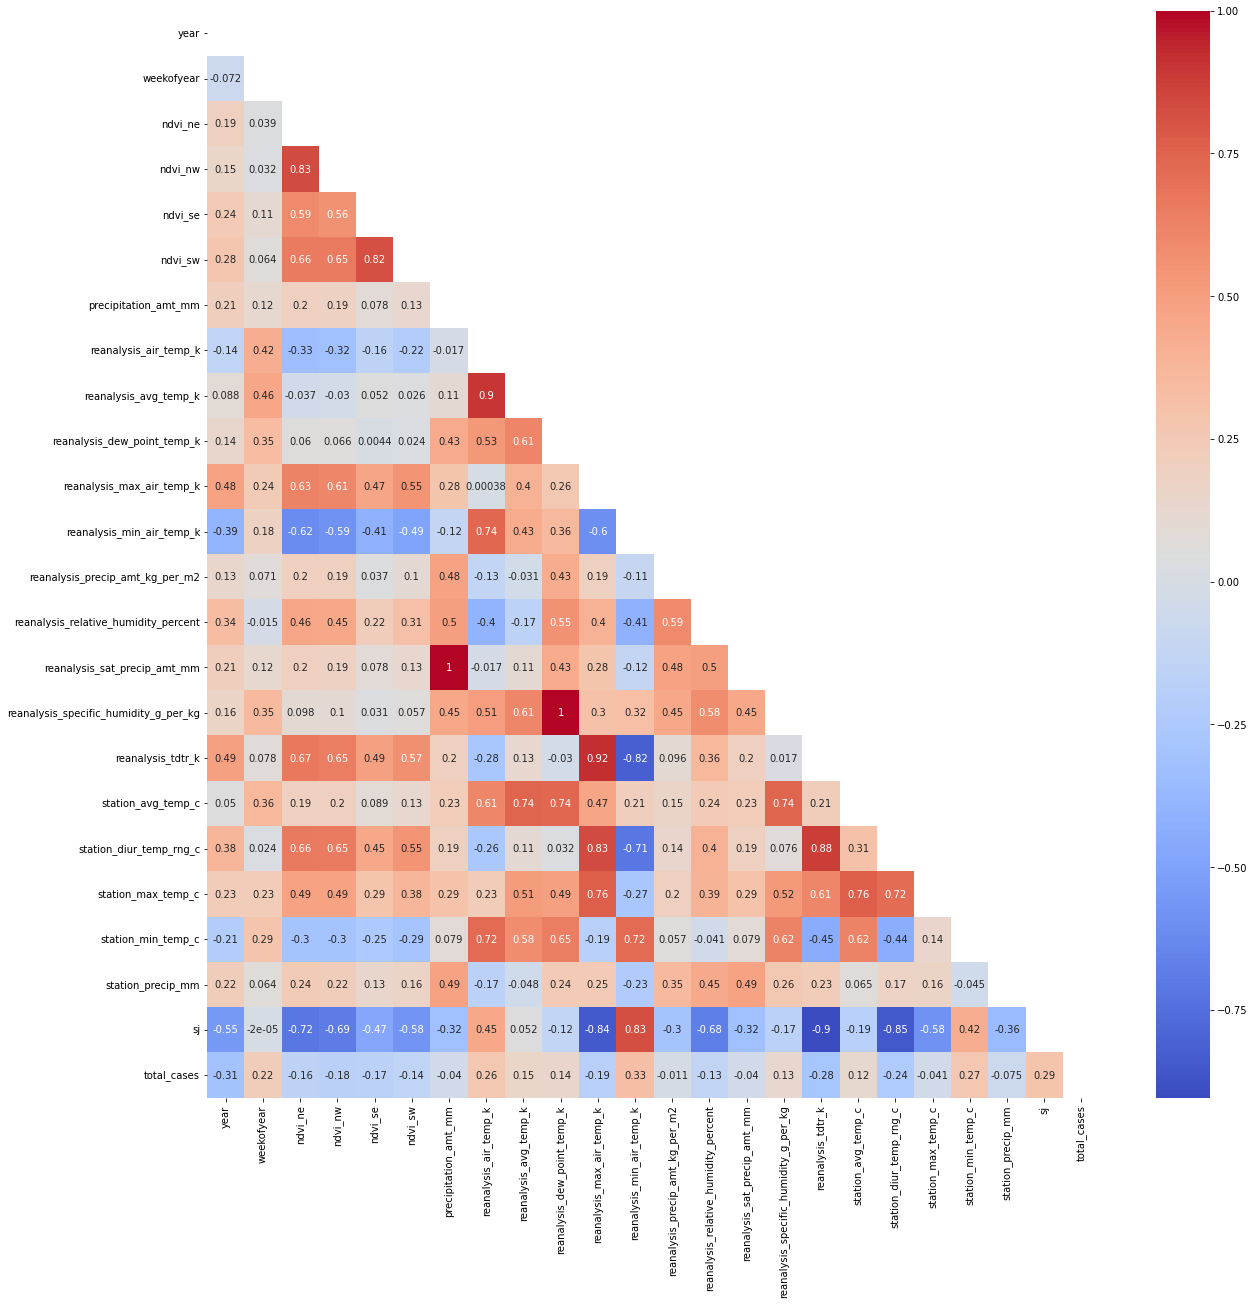 year
weekofyear -0.072
ndvi_ne 0.19 0.039
ndvi_nw 0.15 0.032 0.83
ndvi_se 0.24 0.11 0.59 0.56
ndvi_sw 0.28 0.064 0.66 0.65 0.82
precipitation_amt_mm 0.21 0.12 0.2 0.19 0.078 0.13
reanalysis_air_temp_k -0.14 0.42 -0.33 -0.32 -0.16 -0.22 -0.017
reanalysis_avg_temp_k 0.088 0.46 -0.037 -0.03 0.052 0.026 0.11 0.9
reanalysis_dew_point_temp_k 0.14 0.35 0.06 0.066 0.0044 0.024 0.43 0.53 0.61
reanalysis_max_air_temp_k 0.48 0.24 0.63 0.61 0.47 0.55 0.28 0.00038 0.4 0.26
reanalysis_min_air_temp_k -0.39 0.18 -0.62 -0.59 -0.41 -0.49 -0.12 0.74 0.43 0.36 -0.6
reanalysis_precip_amt_kg_per_m2 0.13 0.071 0.2 0.19 0.037 0.1 0.48 -0.13 -0.031 0.43 0.19 -0.11
reanalysis_relative_humidity_percent 0.34 -0.015 0.46 0.45 0.22 0.31 0.5 -0.4 -0.17 0.55 0.4 -0.41 0.59
reanalysis_sat_precip_amt_mm 0.21 0.12 0.2 0.19 0.078 0.13 1 -0.017 0.11 0.43 0.28 -0.12 0.48 0.5
reanalysis_specific_humidity_g_per_kg 0.16 0.35 0.098 0.1 0.031 0.057 0.45 0.51 0.61 1 0.3 0.32 0.45 0.58 0.45
reanalysis_tdtr_k 0.49 0.078 0.67 0.65 0.49 0.57 0.2 -0.28 0.13 -0.03 0.92 -0.82 0.096 0.36 0.2 0.017
station_avg_temp_c 0.05 0.36 0.19 0.2 0.089 0.13 0.23 0.61 0.74 0.74 0.47 0.21 0.15 0.24 0.23 0.74 0.21
station_diur_temp_rng_c 0.38 0.024 0.66 0.65 0.45 0.55 0.19 -0.26 0.11 0.032 0.83 -0.71 0.14 0.4 0.19 0.076 0.88 0.31
station_max_temp_c 0.23 0.23 0.49 0.49 0.29 0.38 0.29 0.23 0.51 0.49 0.76 -0.27 0.2 0.39 0.29 0.52 0.61 0.76 0.72
station_min_temp_c -0.21 0.29 -0.3 -0.3 -0.25 -0.29 0.079 0.72 0.58 0.65 -0.19 0.72 0.057 -0.041 0.079 0.62 -0.45 0.62 -0.44 0.14
station_precip_mm 0.22 0.064 0.24 0.22 0.13 0.16 0.49 -0.17 -0.048 0.24 0.25 -0.23 0.35 0.45 0.49 0.26 0.23 0.065 0.17 0.16 -0.045
sj -0.55 -2e-05 -0.72 -0.69 -0.47 -0.58 -0.32 0.45 0.052 -0.12 -0.84 0.83 -0.3 -0.68 -0.32 -0.17 -0.9 -0.19 -0.85 -0.58 0.42 -0.36
total_cases -0.31 0.22 -0.16 -0.18 -0.17 -0.14 -0.04 0.26 0.15 0.14 -0.19 0.33 -0.011 -0.13 -0.04 0.13 -0.28 0.12 -0.24 -0.041 0.27 -0.075 0.29
year
weekofyear
ndvi_ne
ndvi_nw
ndvi_se
ndvi_sw
precipitation_amt_mm
reanalysis_air_temp_k
reanalysis_avg_temp_k
reanalysis_dew_point_temp_k
reanalysis_max_air_temp_k
reanalysis_min_air_temp_k
reanalysis_precip_amt_kg_per_m2
reanalysis_relative_humidity_percent
reanalysis_sat_precip_amt_mm
reanalysis_specific_humidity_g_per_kg
reanalysis_tdtr_k
station_avg_temp_c
station_diur_temp_rng_c
station_max_temp_c
station_min_temp_c
station_precip_mm
sj
total_cases
1.00
0.75
0.50
0.25
0.00
−0.25
−0.50
−0.75